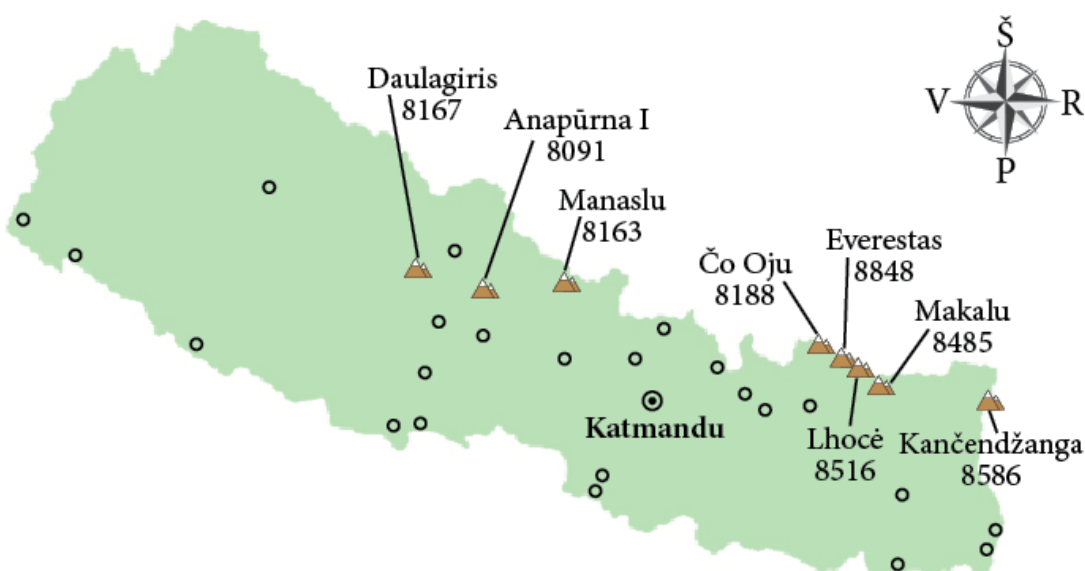 Š
V
R
P
Daulagiris
8167
Anapūrna I
8091
Manaslu
8163
Čo Oju
8188
Everestas
8848
Makalu
8485
Katmandu
Lhocė
8516
Kančendžanga
8586